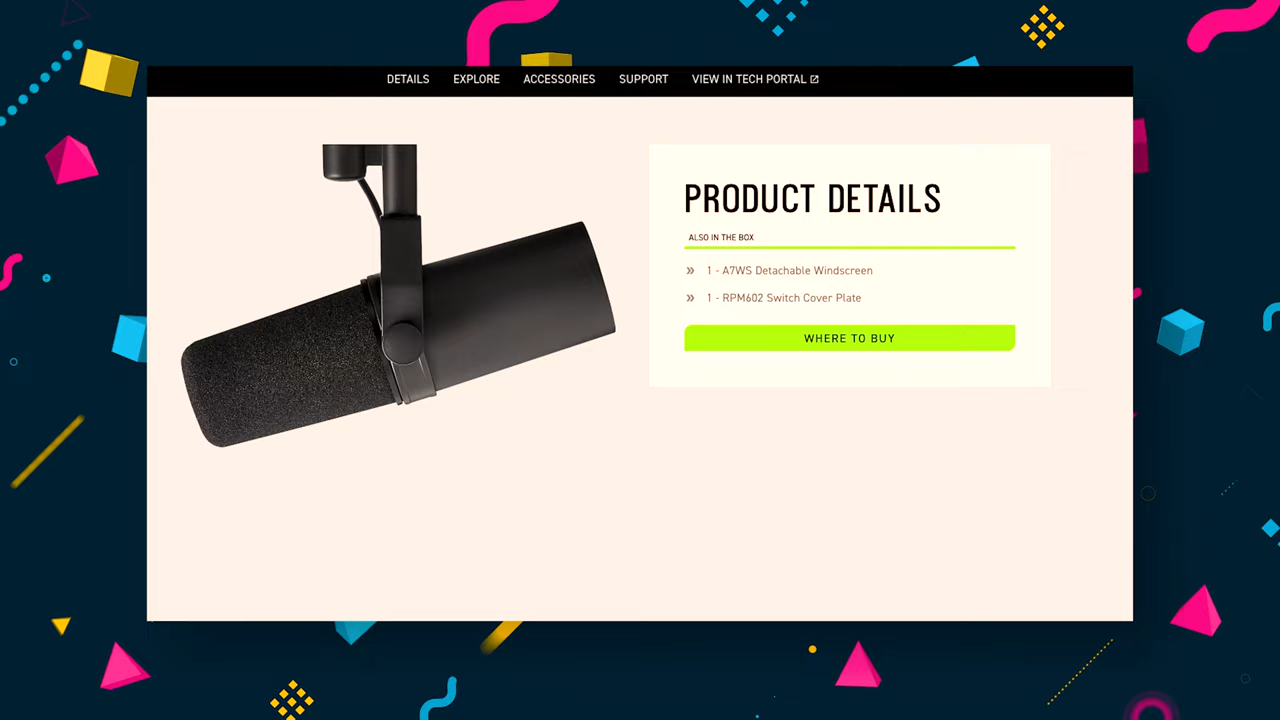 DETAILS EXPLORE ACCESSORIES SUPPORT VIEW IN TECH PORTAL
PRODUCT DETAILS
ALSO IN THE BOX
» 1 - A7WS Detachable Windscreen
» 1 - RPM602 Switch Cover Plate
WHERE TO BUY